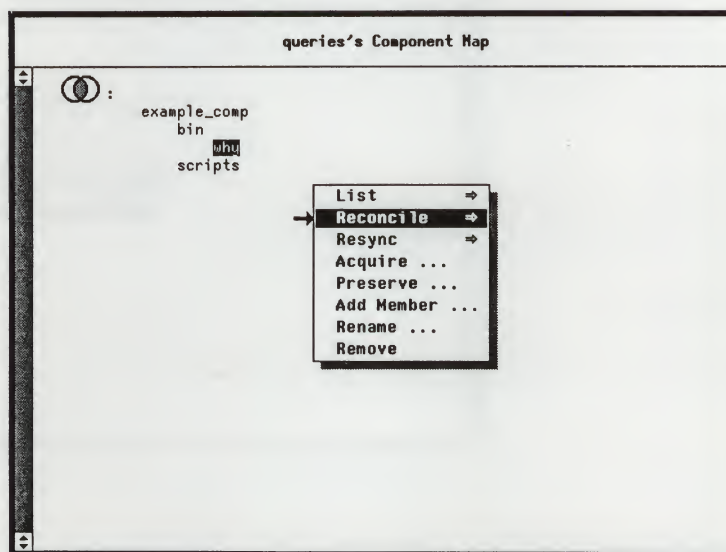 queries's Component Map
:
example_comp
bin
why
scripts
List ⇒
Reconcile ⇒
Resync ⇒
Acquire ...
Preserve ...
Add Member ...
Rename ...
Remove